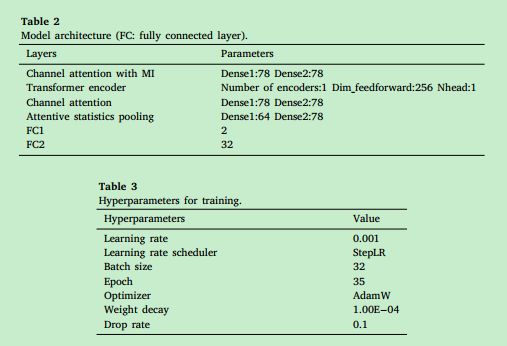 Table 2
Model architecture (FC: fully connected layer).
Layers Parameters
Channel attention with MI Dense1:78 Dense2:78
Transformer encoder Number of encoders:1 Dim_feedforward:256 Nhead:1
Channel attention Dense1:78 Dense2:78
Attentive statistics pooling Dense1:64 Dense2:78
FC1 2
FC2 32
Table 3
Hyperparameters for training.
Hyperparameters Value
Learning rate 0.001
Learning rate scheduler StepLR
Batch size 32
Epoch 35
Optimizer AdamW
Weight decay 1.00E−04
Drop rate 0.1